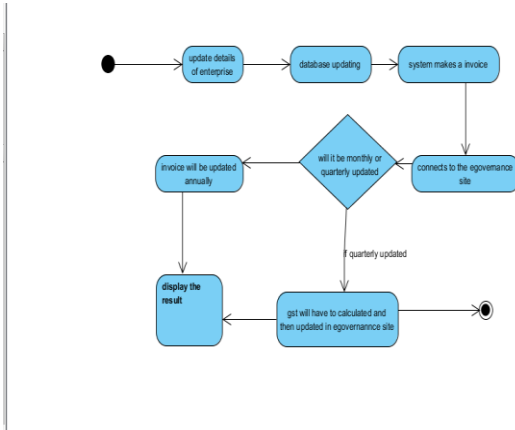 update details
of enterprise
database updating
system makes a invoice
will it be monthly or
quarterly updated
invoice will be updated
annually
connects to the egovernance
site
f quarterly updated
display the
result
gst will have to calculated and
then updated in egovernannce site